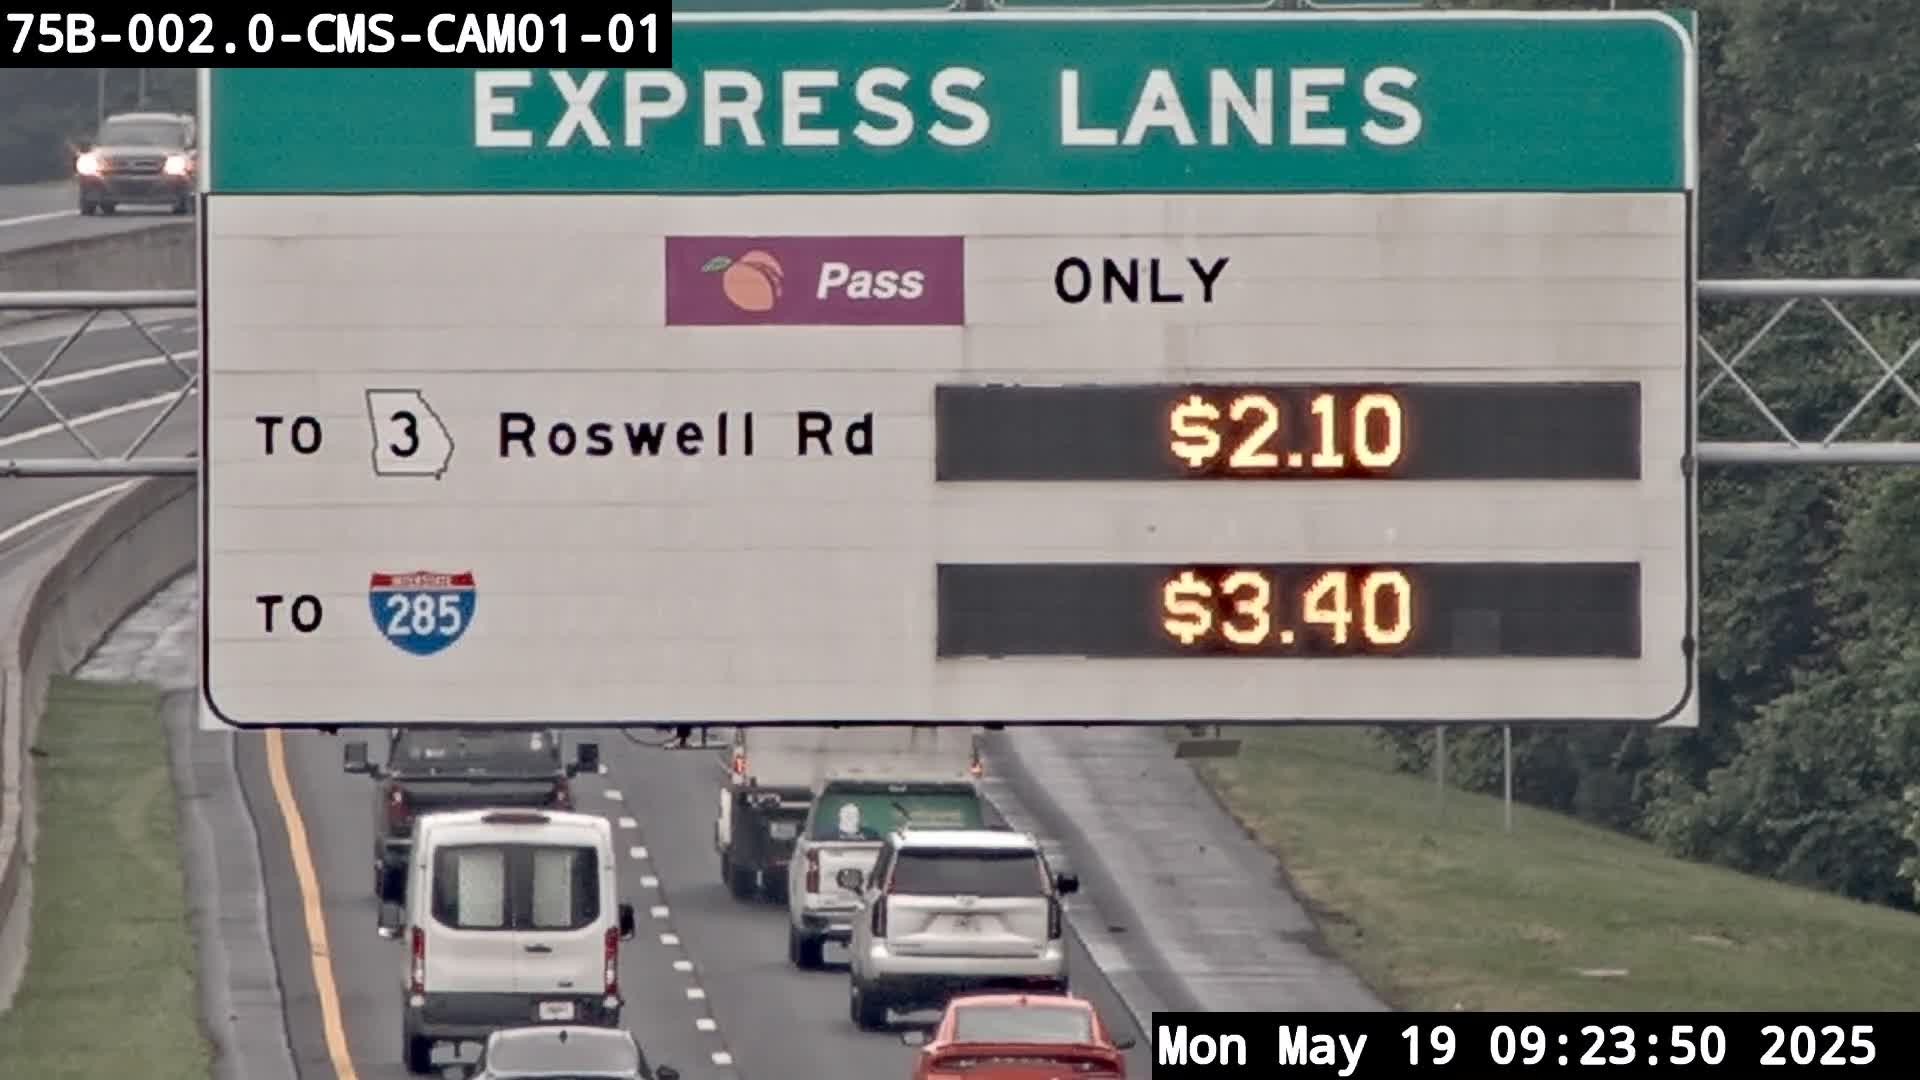 75B-002.0-CMS-CAM01-01
EXPRESS LANES
Pass ONLY
TO 3 Roswell Rd $2.10
TO 285 $3.40
Mon May 19 09:23:50 2025